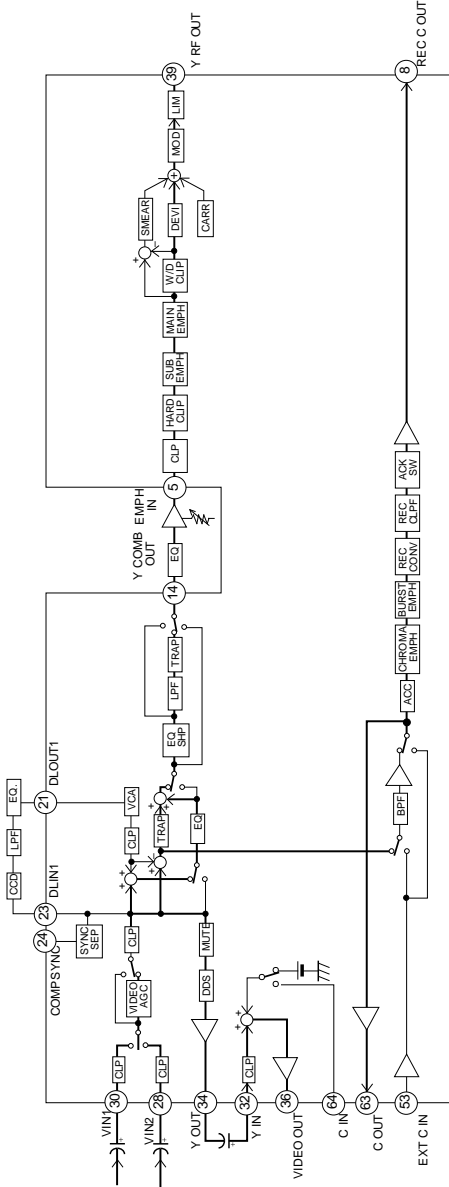 VIN1
30
CLP
VIN2
28
CLP
VIDEO
AGC
CLP
COMPSYNC
24
SYNC
SEP
23
DLIN1
CCD
LPF
EQ.
21
DLOUT1
CLP
VCA
TRAP
EQ
EQ
SHP
LPF
TRAP
14
Y COMB
OUT
EQ
EMPH
IN
5
CLP
HARD
CLIP
SUB
EMPH
MAIN
EMPH
W/D
CLIP
SMEAR
DEVI
CARR
MOD
LIM
39
Y RF OUT
Y OUT
34
DDS
MUTE
Y IN
32
CLP
VIDEO OUT
36
C IN
64
C OUT
63
EXT C IN
53
BPF
ACC
CHROMA
EMPH
BURST
EMPH
REC
CONV
REC
CLPF
ACK
SW
8
REC C OUT